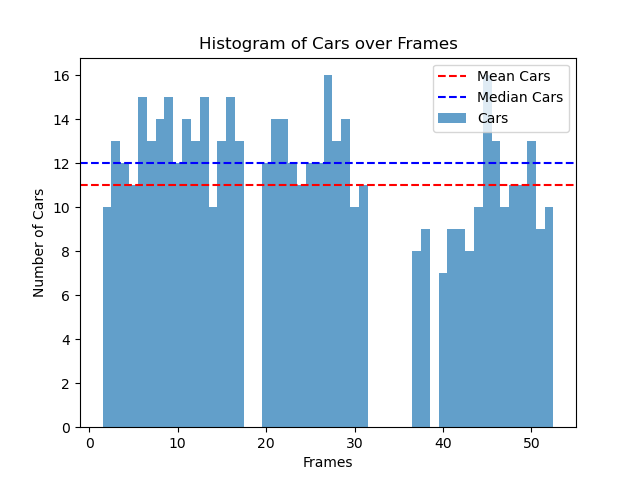 Histogram of Cars over Frames
Mean Cars
Median Cars
Cars
Number of Cars
16
14
12
10
8
6
4
2
0
0 10 20 30 40 50
Frames